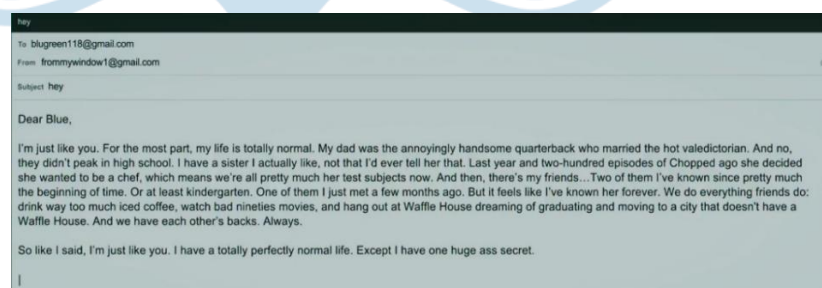 hey
To blugreen118@gmail.com
From frommywindow1@gmail.com
Subject hey
Dear Blue,
I'm just like you. For the most part, my life is totally normal. My dad was the annoyingly handsome quarterback who married the hot valedictorian. And no,
they didn't peak in high school. I have a sister I actually like, not that I'd ever tell her that. Last year and two-hundred episodes of Chopped ago she decided
she wanted to be a chef, which means we're all pretty much her test subjects now. And then, there's my friends...Two of them I've known since pretty much
the beginning of time. Or at least kindergarten. One of them I just met a few months ago. But it feels like I've known her forever. We do everything friends do:
drink way too much iced coffee, watch bad nineties movies, and hang out at Waffle House dreaming of graduating and moving to a city that doesn't have a
Waffle House. And we have each other's backs. Always.
So like I said, I'm just like you. I have a totally perfectly normal life. Except I have one huge ass secret.